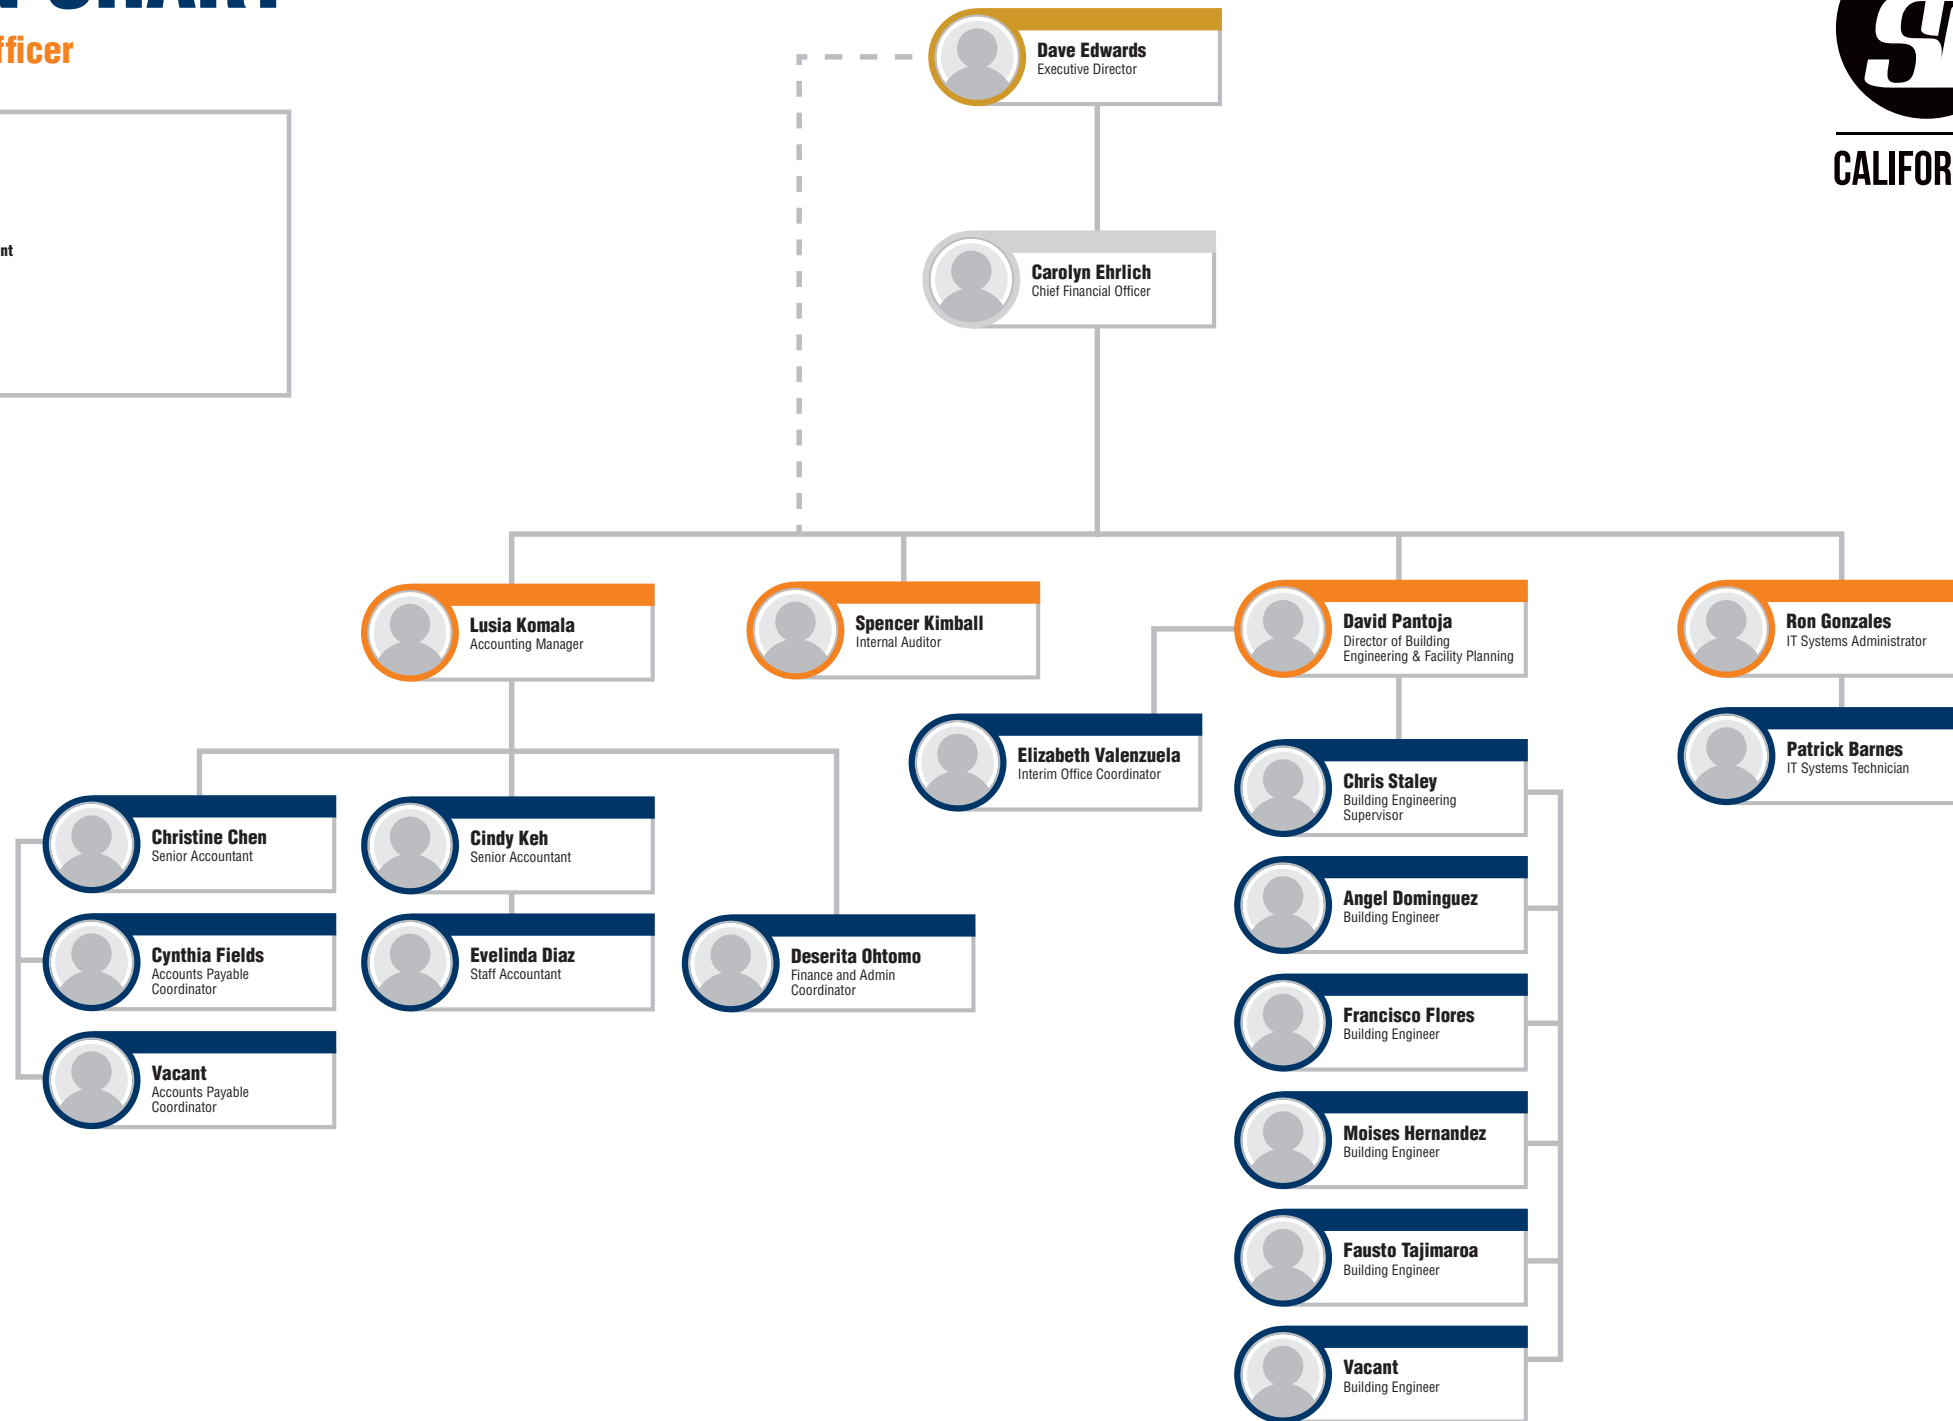 fficer
nt
CALIFOR
Dave Edwards
Executive Director
Carolyn Ehrlich
Chief Financial Officer
Lusia Komala
Accounting Manager
Spencer Kimball
Internal Auditor
David Pantoja
Director of Building
Engineering & Facility Planning
Ron Gonzales
IT Systems Administrator
Elizabeth Valenzuela
Interim Office Coordinator
Patrick Barnes
IT Systems Technician
Christine Chen
Senior Accountant
Cindy Keh
Senior Accountant
Chris Staley
Building Engineering
Supervisor
Cynthia Fields
Accounts Payable
Coordinator
Evelinda Diaz
Staff Accountant
Deserita Ohtomo
Finance and Admin
Coordinator
Angel Dominguez
Building Engineer
Vacant
Accounts Payable
Coordinator
Francisco Flores
Building Engineer
Moises Hernandez
Building Engineer
Fausto Tajimaroa
Building Engineer
Vacant
Building Engineer